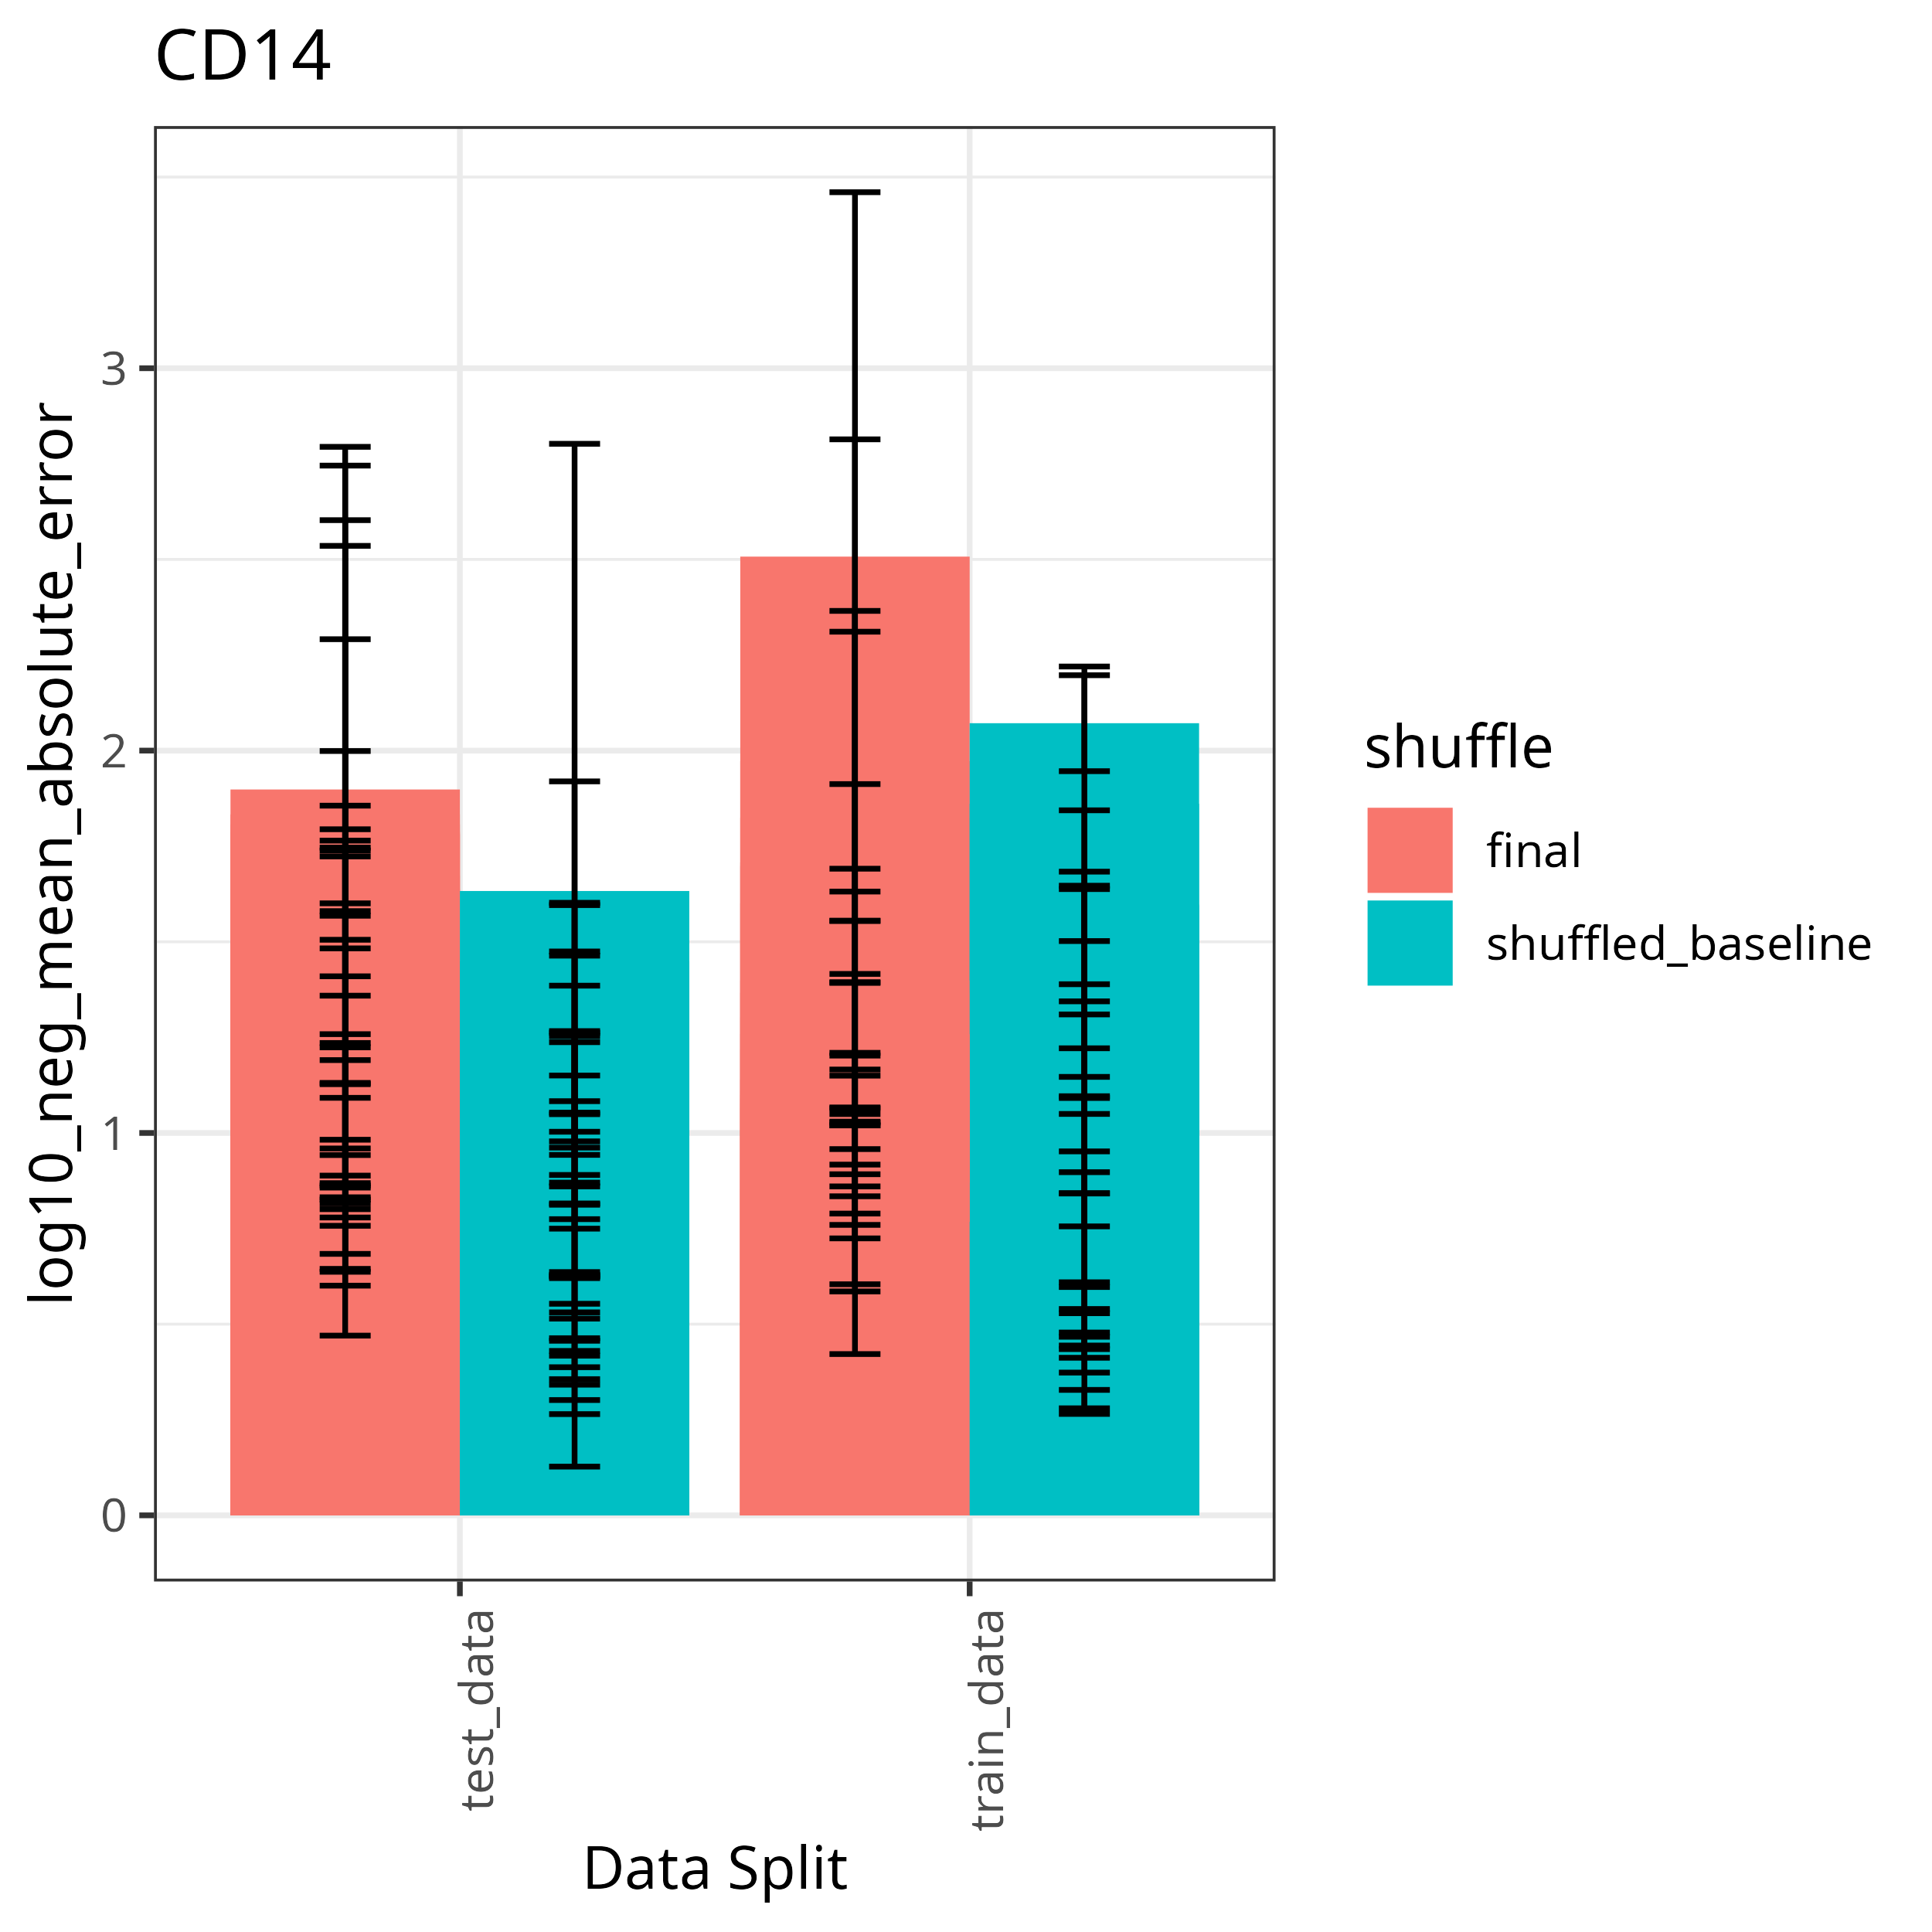 CD14
log10_neg_mean_absolute_error
3
2
1
0
test_data
train_data
Data Split
shuffle
final
shuffled_baseline